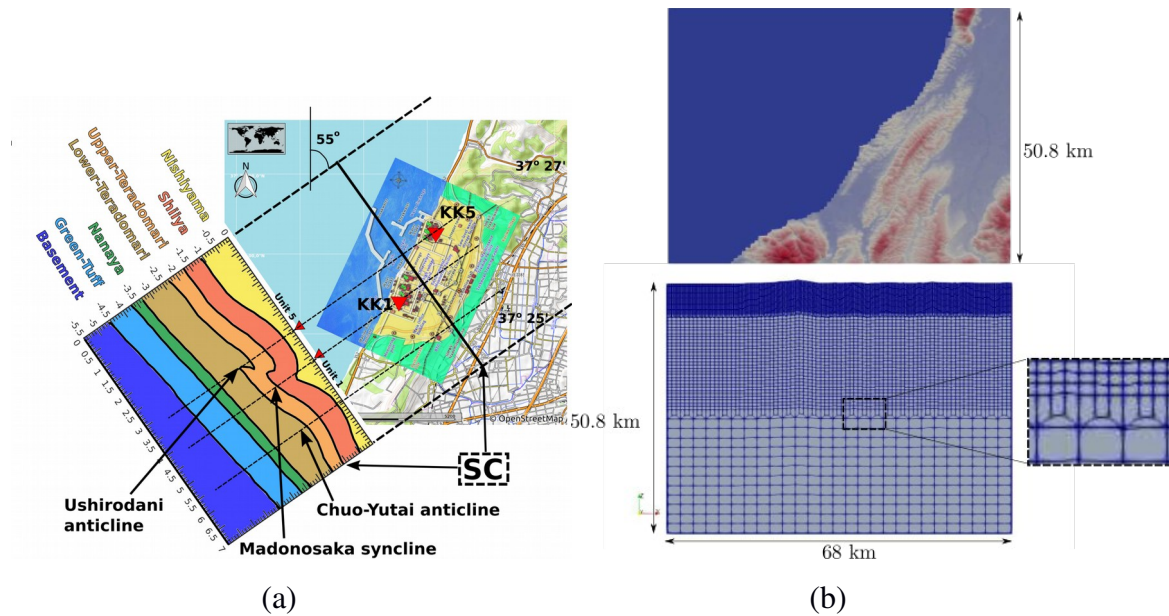 55°
N
37° 27'
KK5
KK1
37° 25'
© OpenStreetMap
Nishiyama
Shiiya
Upper-Teradomari
Lower-Teradomari
Nanaya
Green-Tuff
Basement
0
-0.5
-1
-1.5
-2
-2.5
-3
-3.5
-4
-4.5
-5
-5.5
0
0.5
1
1.5
2
2.5
3
3.5
4
4.5
5
5.5
6
6.5
7
Unit 5
Unit 1
SC
Ushirodani
anticline
Chuo-Yutai anticline
Madonosaka syncline
(a)
50.8 km
50.8 km
68 km
(b)